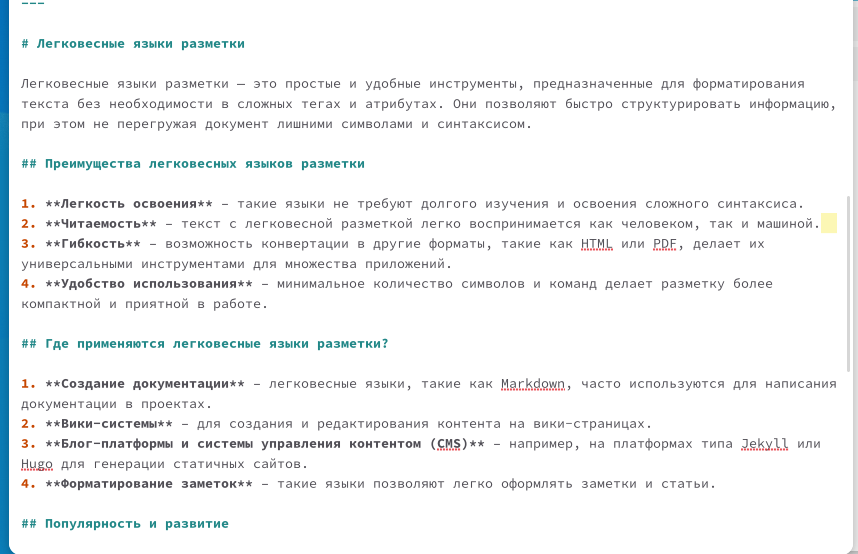 ---
# Легковесные языки разметки
Легковесные языки разметки — это простые и удобные инструменты, предназначенные для форматирования
текста без необходимости в сложных тегах и атрибутах. Они позволяют быстро структурировать информацию,
при этом не перегружая документ лишними символами и синтаксисом.
## Преимущества легковесных языков разметки
1. **Легкость освоения** – такие языки не требуют долгого изучения и освоения сложного синтаксиса.
2. **Читаемость** – текст с легковесной разметкой легко воспринимается как человеком, так и машиной.
3. **Гибкость** – возможность конвертации в другие форматы, такие как HTML или PDF, делает их
универсальными инструментами для множества приложений.
4. **Удобство использования** – минимальное количество символов и команд делает разметку более
компактной и приятной в работе.
## Где применяются легковесные языки разметки?
1. **Создание документации** – легковесные языки, такие как Markdown, часто используются для написания
документации в проектах.
2. **Вики-системы** – для создания и редактирования контента на вики-страницах.
3. **Блог-платформы и системы управления контентом (CMS)** – например, на платформах типа Jekyll или
Hugo для генерации статичных сайтов.
4. **Форматирование заметок** – такие языки позволяют легко оформлять заметки и статьи.
## Популярность и развитие